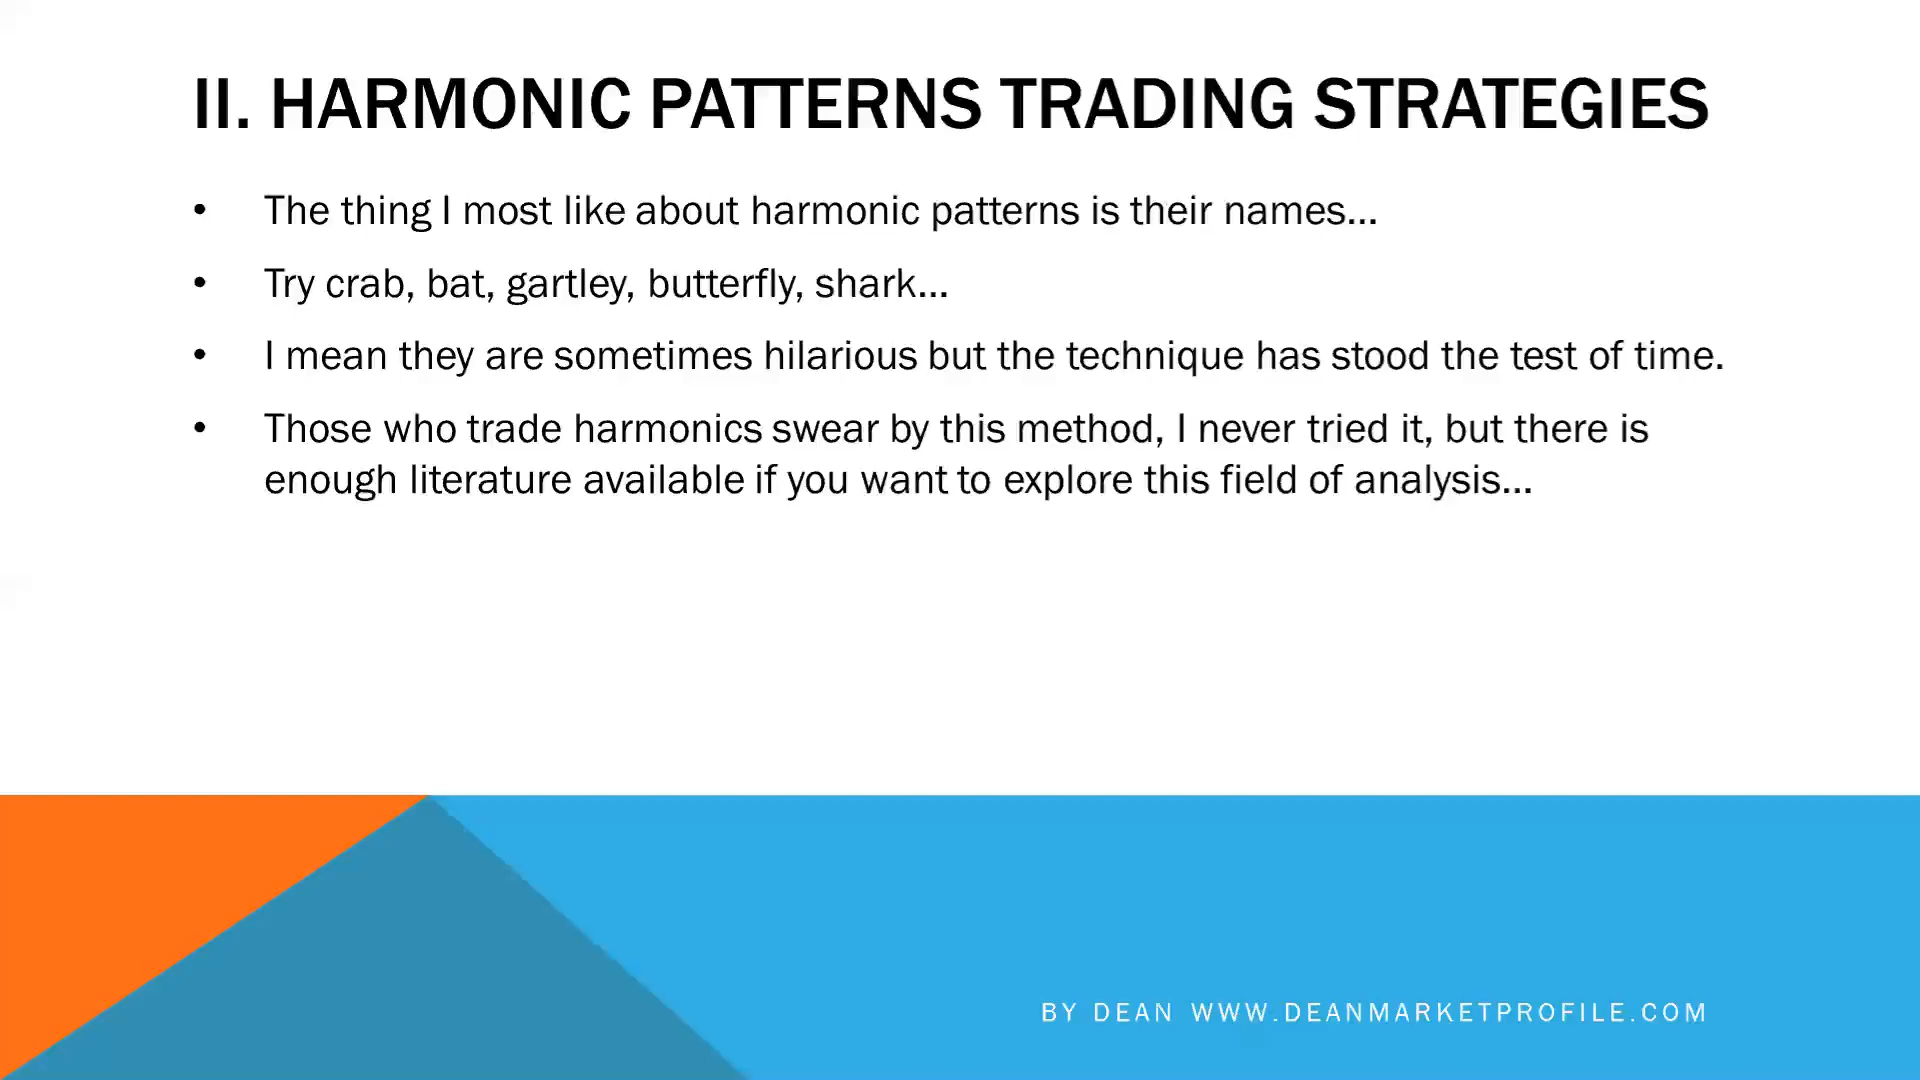 II. HARMONIC PATTERNS TRADING STRATEGIES
• The thing I most like about harmonic patterns is their names...
• Try crab, bat, gartley, butterfly, shark...
• I mean they are sometimes hilarious but the technique has stood the test of time.
• Those who trade harmonics swear by this method, I never tried it, but there is
enough literature available if you want to explore this field of analysis...
BY DEAN WWW.DEANMARKETPROFILE.COM